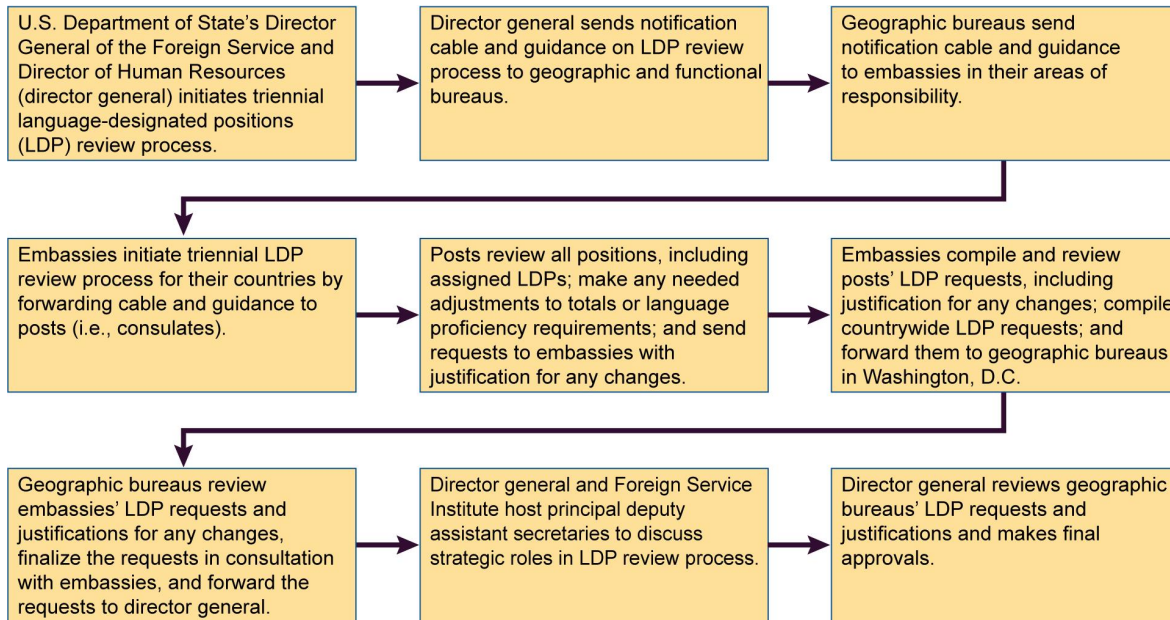 U.S. Department of State’s Director
General of the Foreign Service and
Director of Human Resources
(director general) initiates triennial
language-designated positions
(LDP) review process.
Director general sends notification
cable and guidance on LDP review
process to geographic and functional
bureaus.
Geographic bureaus send
notification cable and guidance
to embassies in their areas of
responsibility.
Embassies initiate triennial LDP
review process for their countries by
forwarding cable and guidance to
posts (i.e., consulates).
Posts review all positions, including
assigned LDPs; make any needed
adjustments to totals or language
proficiency requirements; and send
requests to embassies with
justification for any changes.
Embassies compile and review
posts’ LDP requests, including
justification for any changes; compile
countrywide LDP requests; and
forward them to geographic bureaus
in Washington, D.C.
Geographic bureaus review
embassies’ LDP requests and
justifications for any changes,
finalize the requests in consultation
with embassies, and forward the
requests to director general.
Director general and Foreign Service
Institute host principal deputy
assistant secretaries to discuss
strategic roles in LDP review process.
Director general reviews geographic
bureaus’ LDP requests and
justifications and makes final
approvals.